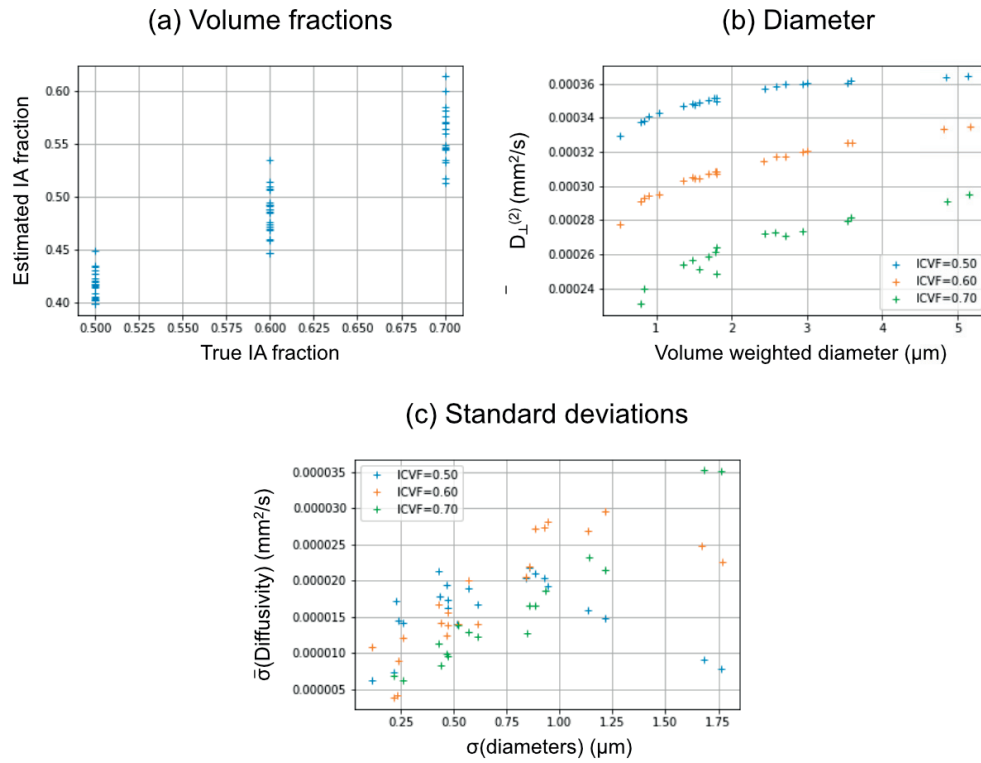 (a) Volume fractions
(b) Diameter
Estimated IA fraction
0.60
0.55
0.50
0.45
0.40
0.500 0.525 0.550 0.575 0.600 0.625 0.650 0.675 0.700
True IA fraction
D⊥(2) (mm2/s)
0.00036
0.00034
0.00032
0.00030
0.00028
0.00026
0.00024
ICVF=0.50
ICVF=0.60
ICVF=0.70
1 2 3 4 5
Volume weighted diameter (μm)
(c) Standard deviations
σ̄(Diffusivity) (mm2/s)
0.000035
0.000030
0.000025
0.000020
0.000015
0.000010
0.000005
ICVF=0.50
ICVF=0.60
ICVF=0.70
0.25 0.50 0.75 1.00 1.25 1.50 1.75
σ(diameters) (μm)